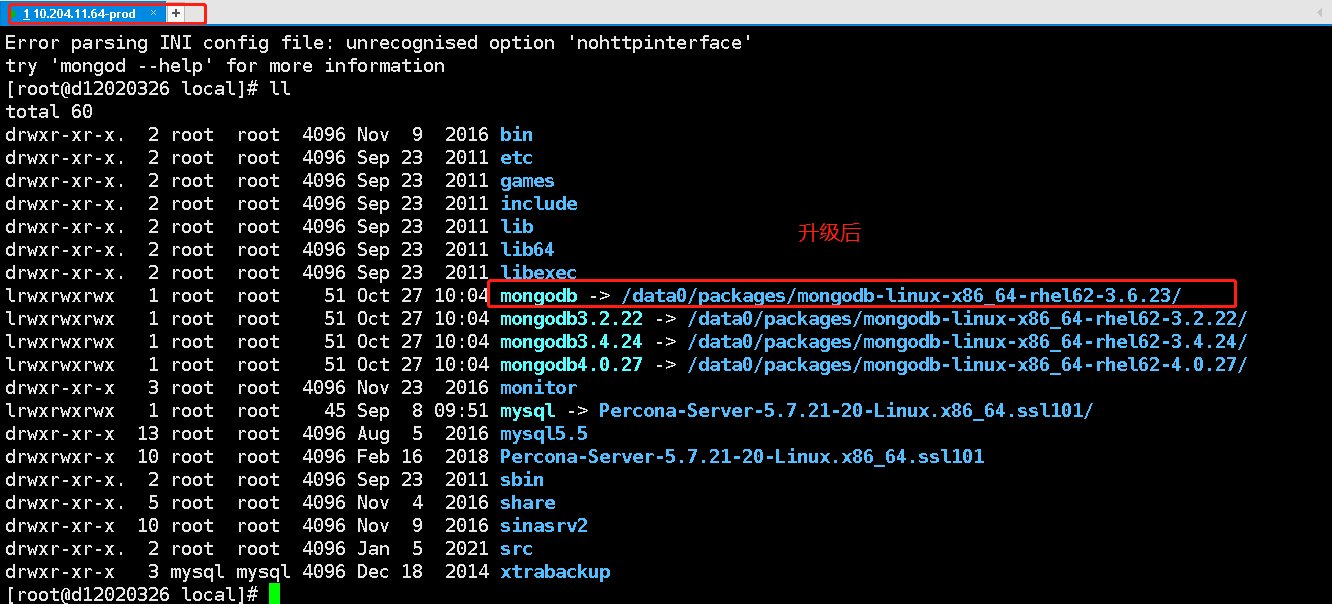 1 10.204.11.64-prod × +
Error parsing INI config file: unrecognised option 'nohttpinterface'
try 'mongod --help' for more information
[root@d12020326 local]# ll
total 60
drwxr-xr-x.  2 root  root  4096 Nov  9  2016 bin
drwxr-xr-x.  2 root  root  4096 Sep 23  2011 etc
drwxr-xr-x.  2 root  root  4096 Sep 23  2011 games
drwxr-xr-x.  2 root  root  4096 Sep 23  2011 include
drwxr-xr-x.  2 root  root  4096 Sep 23  2011 lib
升级后
drwxr-xr-x.  2 root  root  4096 Sep 23  2011 lib64
drwxr-xr-x.  2 root  root  4096 Sep 23  2011 libexec
lrwxrwxrwx   1 root  root    51 Oct 27 10:04 mongodb -> /data0/packages/mongodb-linux-x86_64-rhel62-3.6.23/
lrwxrwxrwx   1 root  root    51 Oct 27 10:04 mongodb3.2.22 -> /data0/packages/mongodb-linux-x86_64-rhel62-3.2.22/
lrwxrwxrwx   1 root  root    51 Oct 27 10:04 mongodb3.4.24 -> /data0/packages/mongodb-linux-x86_64-rhel62-3.4.24/
lrwxrwxrwx   1 root  root    51 Oct 27 10:04 mongodb4.0.27 -> /data0/packages/mongodb-linux-x86_64-rhel62-4.0.27/
drwxr-xr-x   3 root  root  4096 Nov 23  2016 monitor
lrwxrwxrwx   1 root  root    45 Sep  8 09:51 mysql -> Percona-Server-5.7.21-20-Linux.x86_64.ssl101/
drwxr-xr-x  13 root  root  4096 Aug  5  2016 mysql5.5
drwxrwxr-x  10 root  root  4096 Feb 16  2018 Percona-Server-5.7.21-20-Linux.x86_64.ssl101
drwxr-xr-x.  2 root  root  4096 Sep 23  2011 sbin
drwxr-xr-x.  5 root  root  4096 Nov  4  2016 share
drwxr-xr-x  10 root  root  4096 Nov  9  2016 sinasrv2
drwxr-xr-x.  2 root  root  4096 Jan  5  2021 src
drwxr-xr-x   3 mysql mysql 4096 Dec 18  2014 xtrabackup
[root@d12020326 local]#